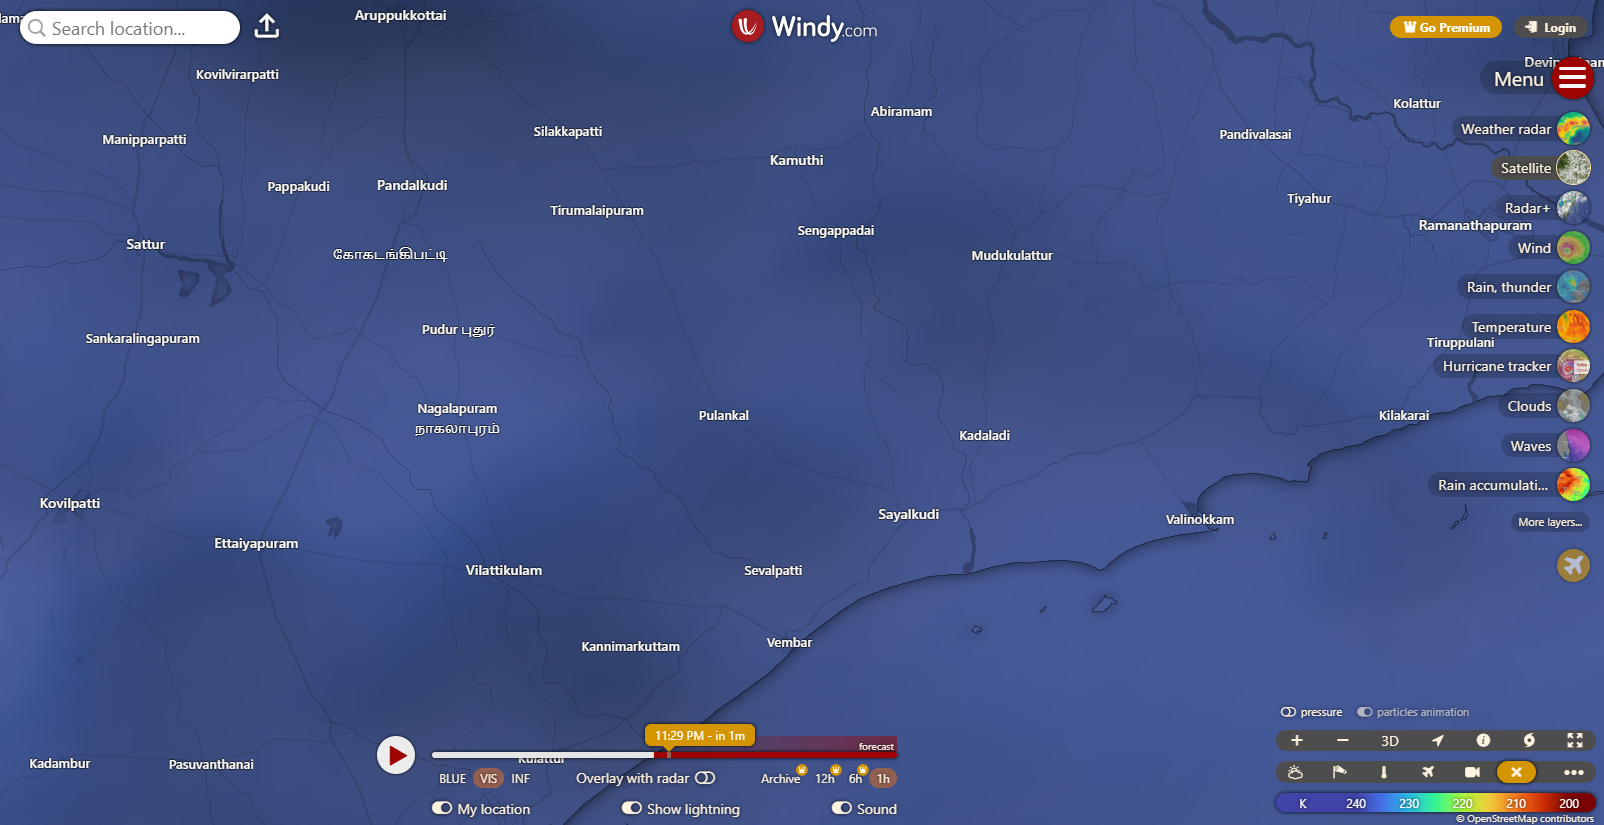 Search location...
Windy.com
Go Premium
Login
Menu
Weather radar
Satellite
Radar+
Wind
Rain, thunder
Temperature
Hurricane tracker
Clouds
Waves
Rain accumulati...
More layers...
Aruppukkottai
Kovilvirarpatti
Abiramam
Kolattur
Silakkapatti
Pandivalasai
Manipparpatti
Kamuthi
Pappakudi
Pandalkudi
Tiyahur
Tirumalaipuram
Ramanathapuram
Sengappadai
Sattur
கோகடங்கிபட்டி
Mudukulattur
Pudur புதுர்
Sankaralingapuram
Tiruppulani
Nagalapuram
நாகலாபுரம்
Pulankal
Kilakarai
Kadaladi
Kovilpatti
Sayalkudi
Valinokkam
Ettaiyapuram
Vilattikulam
Sevalpatti
Kannimarkuttam
Vembar
Kadambur
Pasuvanthanai
11:29 PM - in 1m
forecast
BLUE VIS INF
Overlay with radar
Archive 12h 6h 1h
My location
Show lightning
Sound
pressure
particles animation
3D
K 240 230 220 210 200
© OpenStreetMap contributors